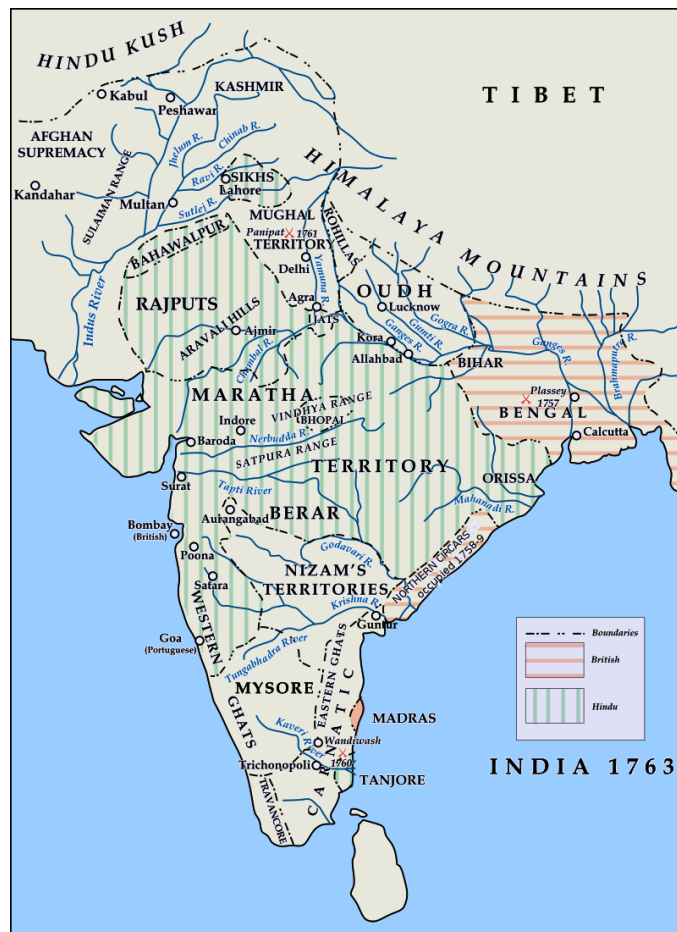 HINDU KUSH
TIBET
Kabul
Peshawar
KASHMIR
AFGHAN
SUPREMACY
Jhelum R.
Chinab R.
Ravi R.
SIKHS
Lahore
Kandahar
SULAIMAN RANGE
Multan
Sutlej R.
HIMALAYA MOUNTAINS
MUGHAL
TERRITORY
Panipat 1761
ROHILLAS
Delhi
BAHAWALPUR
Indus River
RAJPUTS
Yamuna R.
Agra
JATS
OUDH
Lucknow
Gogra R.
Gumti R.
Ganges R.
ARAVALI HILLS
Ajmir
Chambal R.
Kora
Allahbad
BIHAR
Ganges R.
Brahmaputra R.
MARATHA
VINDHYA RANGE
BHOPAL
Indore
Nerbudda R.
Baroda
SATPURA RANGE
TERRITORY
Plassey
1757
BENGAL
Calcutta
Surat
Tapti River
ORISSA
Mahanadi R.
Aurangabad
BERAR
Bombay
(British)
Poona
Godavari R.
NORTHERN CIRCARS
occupied 1758-9
NIZAM'S
TERRITORIES
Satara
Krishna R.
Guntur
WESTERN
GHATS
Goa
(Portuguese)
Tungabhadra River
MYSORE
EASTERN GHATS
CARNATIC
MADRAS
Kaveri River
Wandiwash
1760
Trichonopoli
TANJORE
TRAVANCORE
Boundaries
British
Hindu
INDIA 1763